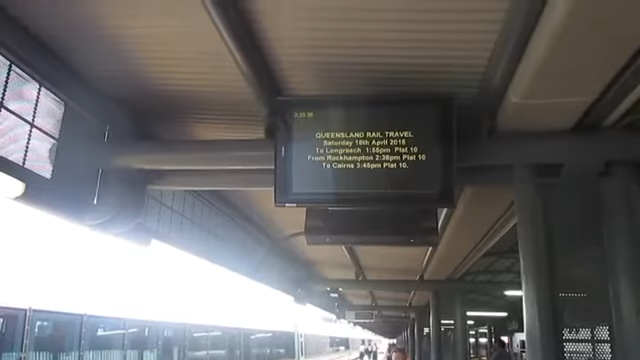 QUEENSLAND RAIL TRAVEL
Saturday 18th April 2015
To Longreach 1:55pm Plat 10
From Rockhampton 2:38pm Plat 10
To Cairns 3:45pm Plat 10.